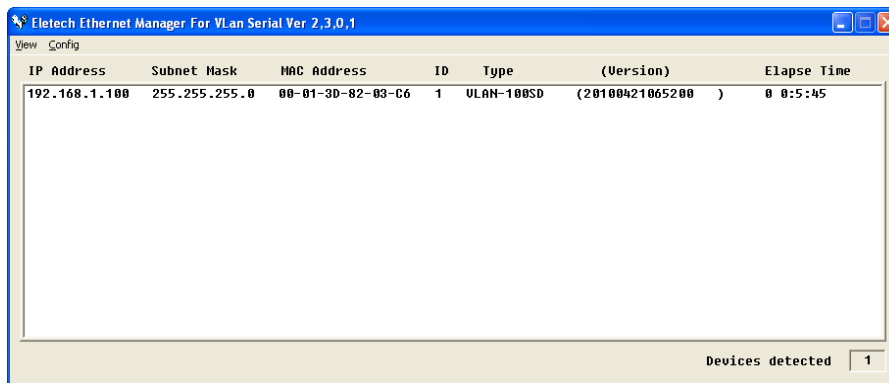 Eletech Ethernet Manager For VLan Serial Ver 2,3,0,1
View Config
IP Address Subnet Mask MAC Address ID Type (Version) Elapse Time
192.168.1.100 255.255.255.0 00-01-3D-82-03-C6 1 VLAN-100SD (20100421065200 ) 0 0:5:45
Devices detected 1